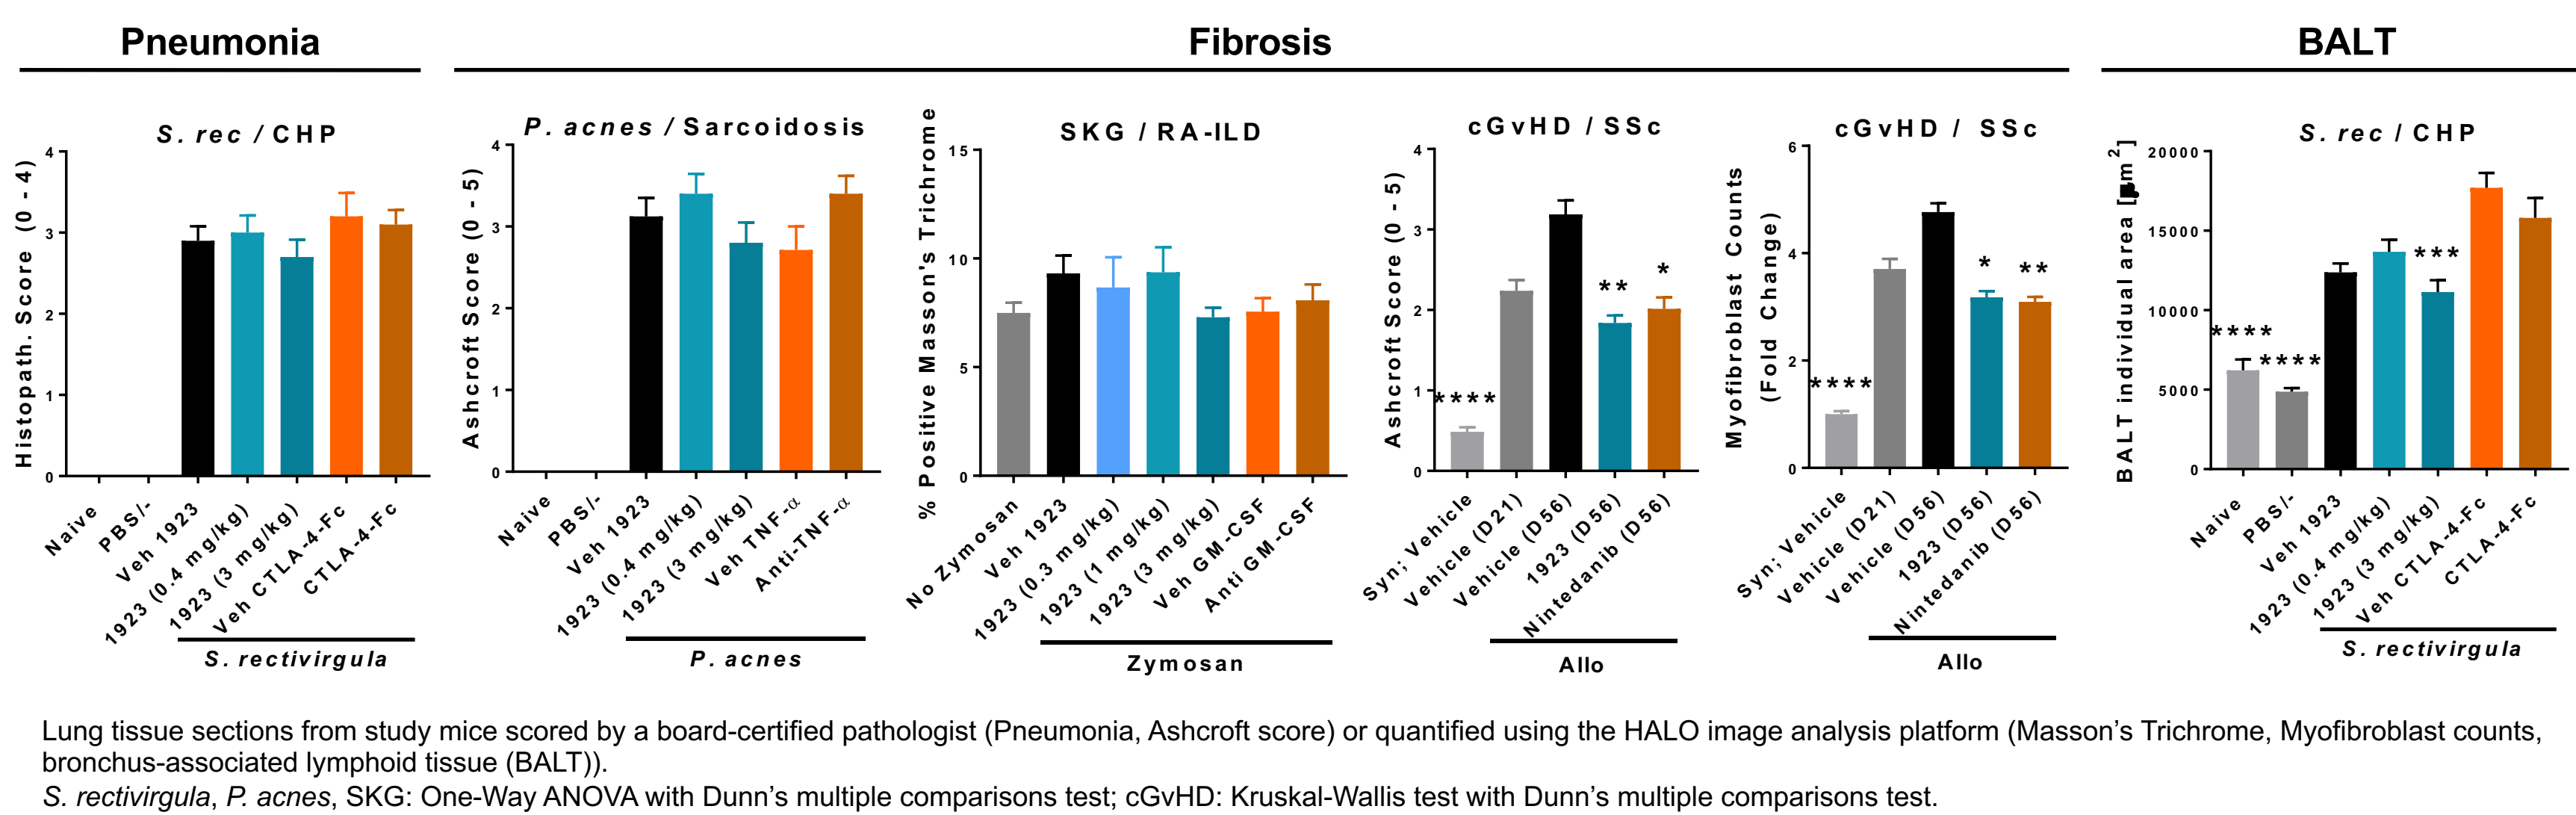 Pneumonia
Fibrosis
BALT
S. rec / CHP
Histopath. Score (0 - 4)
4
3
2
1
0
Naive
PBS/-
Veh 1923
1923 (0.4 mg/kg)
1923 (3 mg/kg)
Veh CTLA-4-Fc
CTLA-4-Fc
S. rectivirgula
P. acnes / Sarcoidosis
Ashcroft Score (0 - 5)
4
3
2
1
0
Naive
PBS/-
Veh 1923
1923 (0.4 mg/kg)
1923 (3 mg/kg)
Veh TNF-α
Anti-TNF-α
P. acnes
SKG / RA-ILD
% Positive Masson's Trichrome
15
10
5
0
No Zymosan
Veh 1923
1923 (0.3 mg/kg)
1923 (1 mg/kg)
1923 (3 mg/kg)
Veh GM-CSF
Anti GM-CSF
Zymosan
cGvHD / SSc
Ashcroft Score (0 - 5)
4
3
2
1
0
****
**
*
Syn; Vehicle
Vehicle (D21)
Vehicle (D56)
1923 (D56)
Nintedanib (D56)
Allo
cGvHD / SSc
Myofibroblast Counts
(Fold Change)
6
4
2
0
****
*
**
Syn; Vehicle
Vehicle (D21)
Vehicle (D56)
1923 (D56)
Nintedanib (D56)
Allo
S. rec / CHP
BALT individual area [m²]
20000
15000
10000
5000
0
****
****
***
Naive
PBS/-
Veh 1923
1923 (0.4 mg/kg)
1923 (3 mg/kg)
Veh CTLA-4-Fc
CTLA-4-Fc
S. rectivirgula
Lung tissue sections from study mice scored by a board-certified pathologist (Pneumonia, Ashcroft score) or quantified using the HALO image analysis platform (Masson’s Trichrome, Myofibroblast counts,
bronchus-associated lymphoid tissue (BALT)).
S. rectivirgula, P. acnes, SKG: One-Way ANOVA with Dunn’s multiple comparisons test; cGvHD: Kruskal-Wallis test with Dunn’s multiple comparisons test.